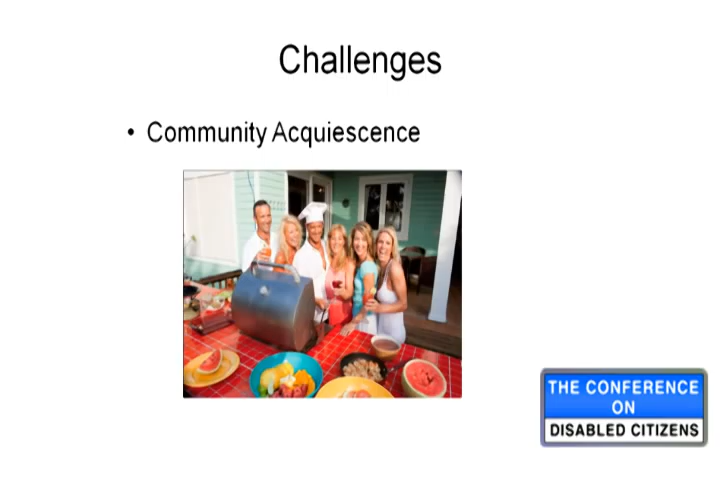 Challenges
• Community Acquiescence
THE CONFERENCE
ON
DISABLED CITIZENS